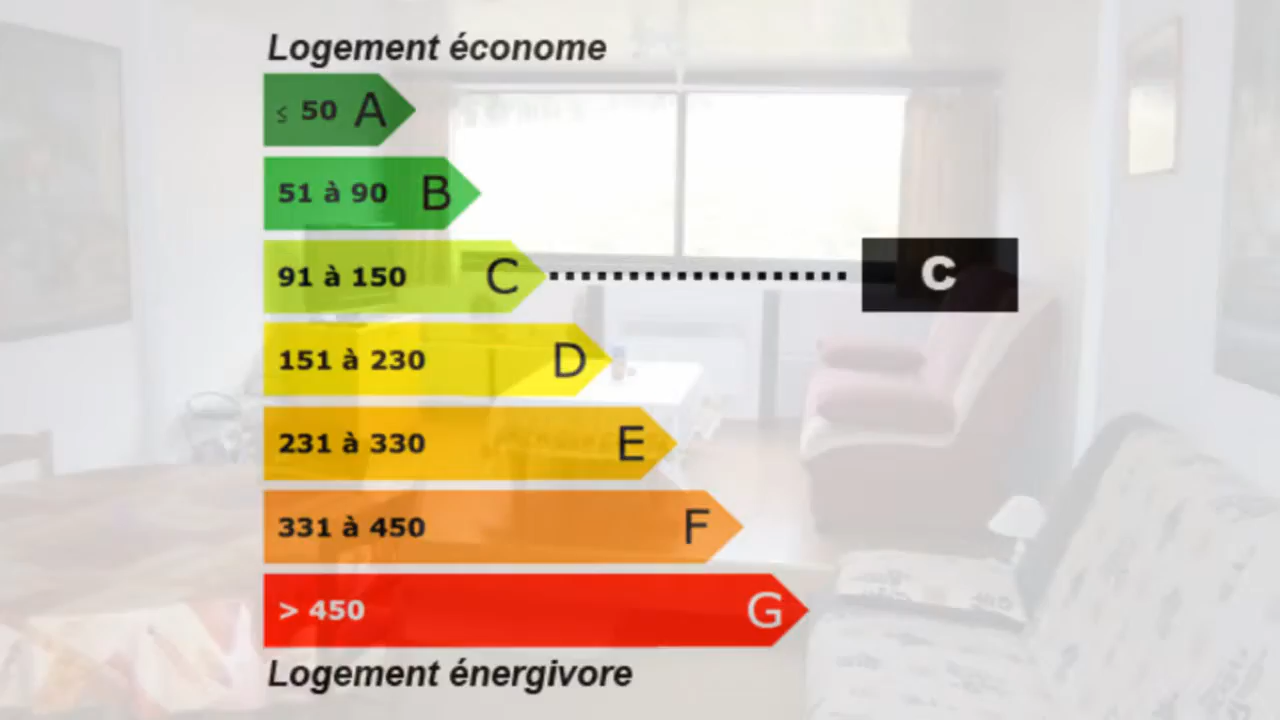 Logement économe
≤ 50 A
51 à 90 B
91 à 150 C C
151 à 230 D
231 à 330 E
331 à 450 F
> 450 G
Logement énergivore